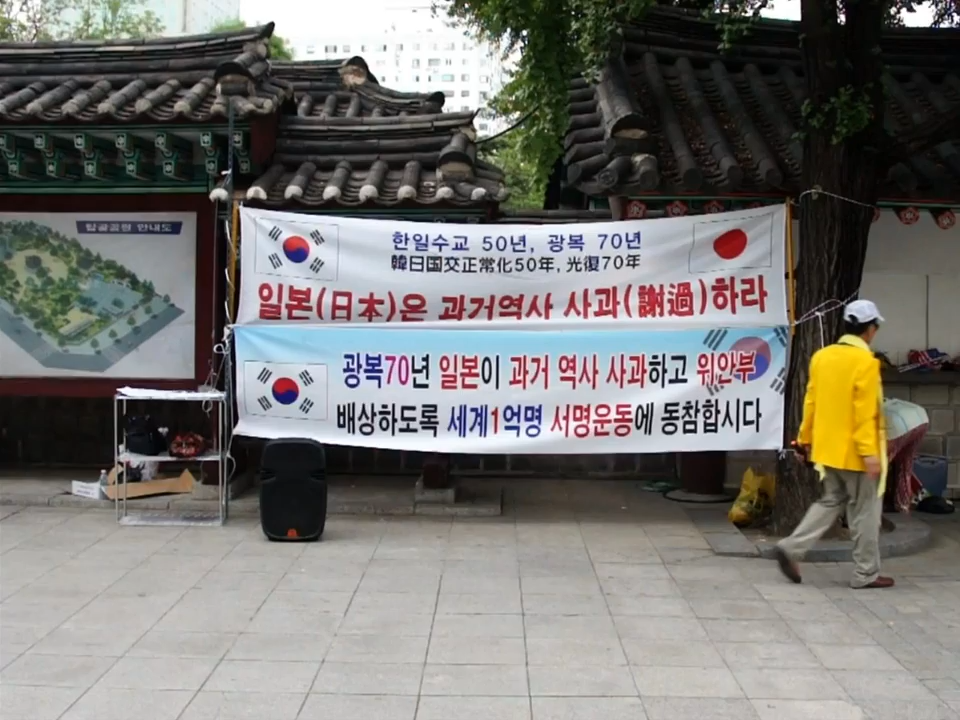 탑골공원 안내도
한일수교 50년, 광복 70년
韓日国交正常化50年, 光復70年
일본(日本)은 과거역사 사과(謝過)하라
광복70년 일본이 과거 역사 사과하고 위안부
배상하도록 세계1억명 서명운동에 동참합시다